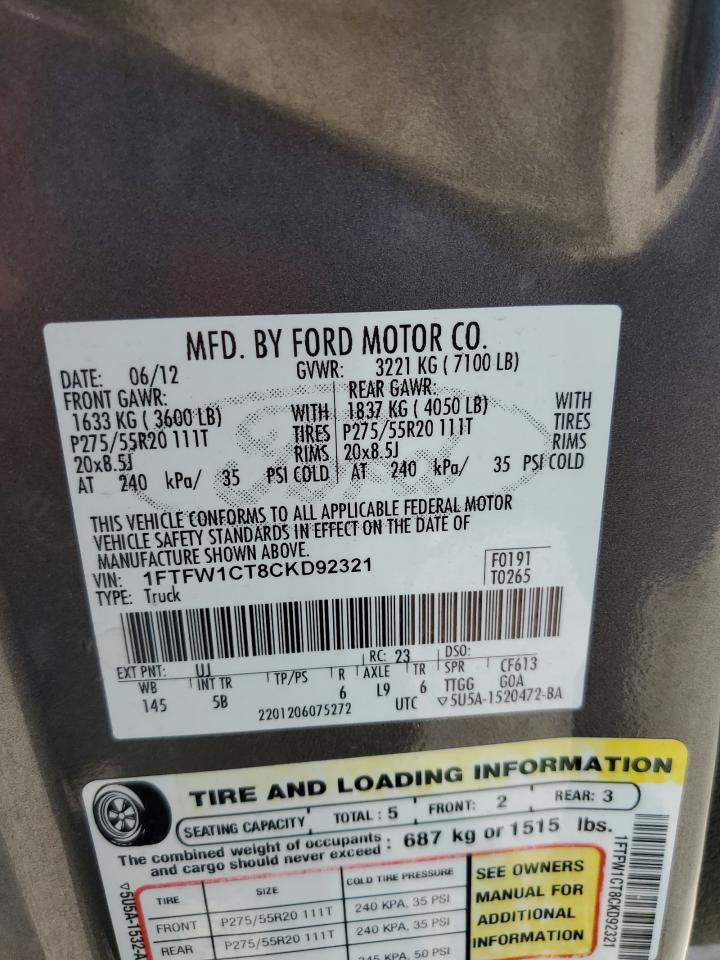 MFD. BY FORD MOTOR CO.
DATE: 06/12 GVWR: 3221 KG ( 7100 LB)
FRONT GAWR: REAR GAWR:
1633 KG ( 3600 LB) WITH 1837 KG ( 4050 LB) WITH
P275/55R20 111T TIRES P275/55R20 111T TIRES
20x8.5J RIMS 20x8.5J RIMS
AT 240 kPa/ 35 PSI COLD AT 240 kPa/ 35 PSI COLD
THIS VEHICLE CONFORMS TO ALL APPLICABLE FEDERAL MOTOR
VEHICLE SAFETY STANDARDS IN EFFECT ON THE DATE OF
MANUFACTURE SHOWN ABOVE.
VIN: 1FTFW1CT8CKD92321 F0191
TYPE: Truck T0265
EXT PNT: UJ RC: 23 DSO:
WB INT TR TP/PS R AXLE TR SPR CF613
145 5B 6 L9 6 TTGG G0A
2201206075272 UTC ▽5U5A-1520472-BA
TIRE AND LOADING INFORMATION
SEATING CAPACITY TOTAL : 5 FRONT: 2 REAR: 3
The combined weight of occupants
and cargo should never exceed : 687 kg or 1515 lbs.
TIRE SIZE COLD TIRE PRESSURE
FRONT P275/55R20 111T 240 KPA, 35 PSI
REAR P275/55R20 111T 240 KPA, 35 PSI
50 PSI
SEE OWNERS
MANUAL FOR
ADDITIONAL
INFORMATION
1FTFW1CT8CKD92321
▽5U5A-1532-A
Ford